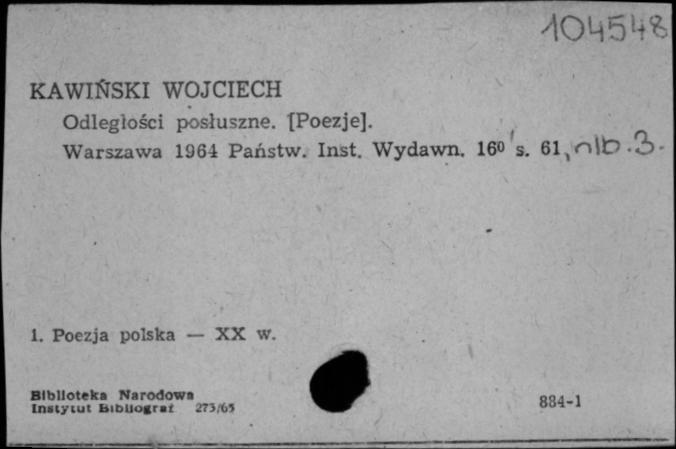 104548
KAWIŃSKI WOJCIECH
Odległości posłuszne. [Poezje].
Warszawa 1964 Państw. Inst. Wydawn. 16⁰ s. 61, nlb. 3.
1. Poezja polska — XX w.
Biblioteka Narodowa 884-1
Instytut Bibliograf 273/65